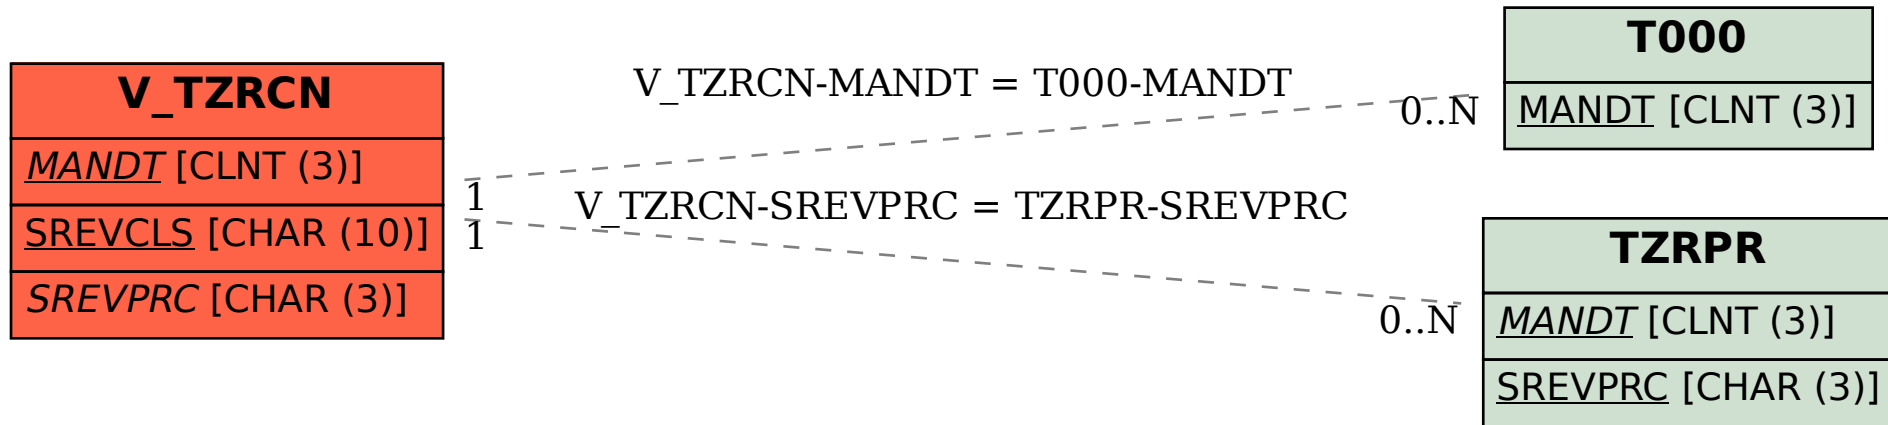 V_TZRCN
MANDT [CLNT (3)]
SREVCLS [CHAR (10)]
SREVPRC [CHAR (3)]
V_TZRCN-MANDT = T000-MANDT
1
0..N
V_TZRCN-SREVPRC = TZRPR-SREVPRC
1
0..N
T000
MANDT [CLNT (3)]
TZRPR
MANDT [CLNT (3)]
SREVPRC [CHAR (3)]